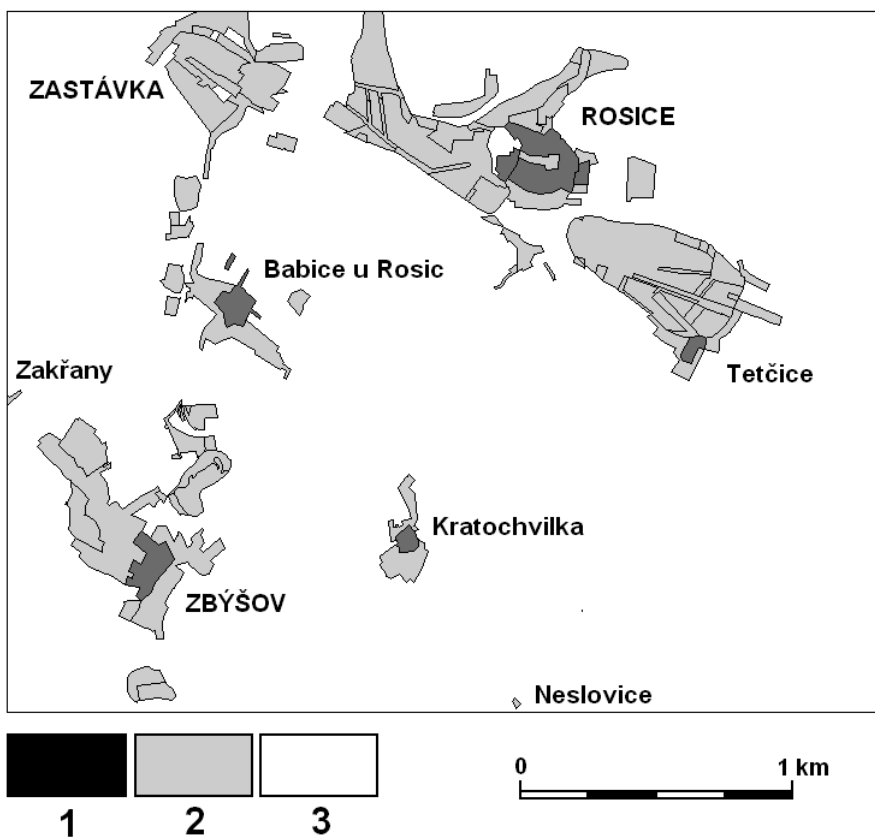 ZASTÁVKA
ROSICE
Babice u Rosic
Zakřany
Tetčice
Kratochvilka
ZBÝŠOV
Neslovice
0 1 km
1 2 3